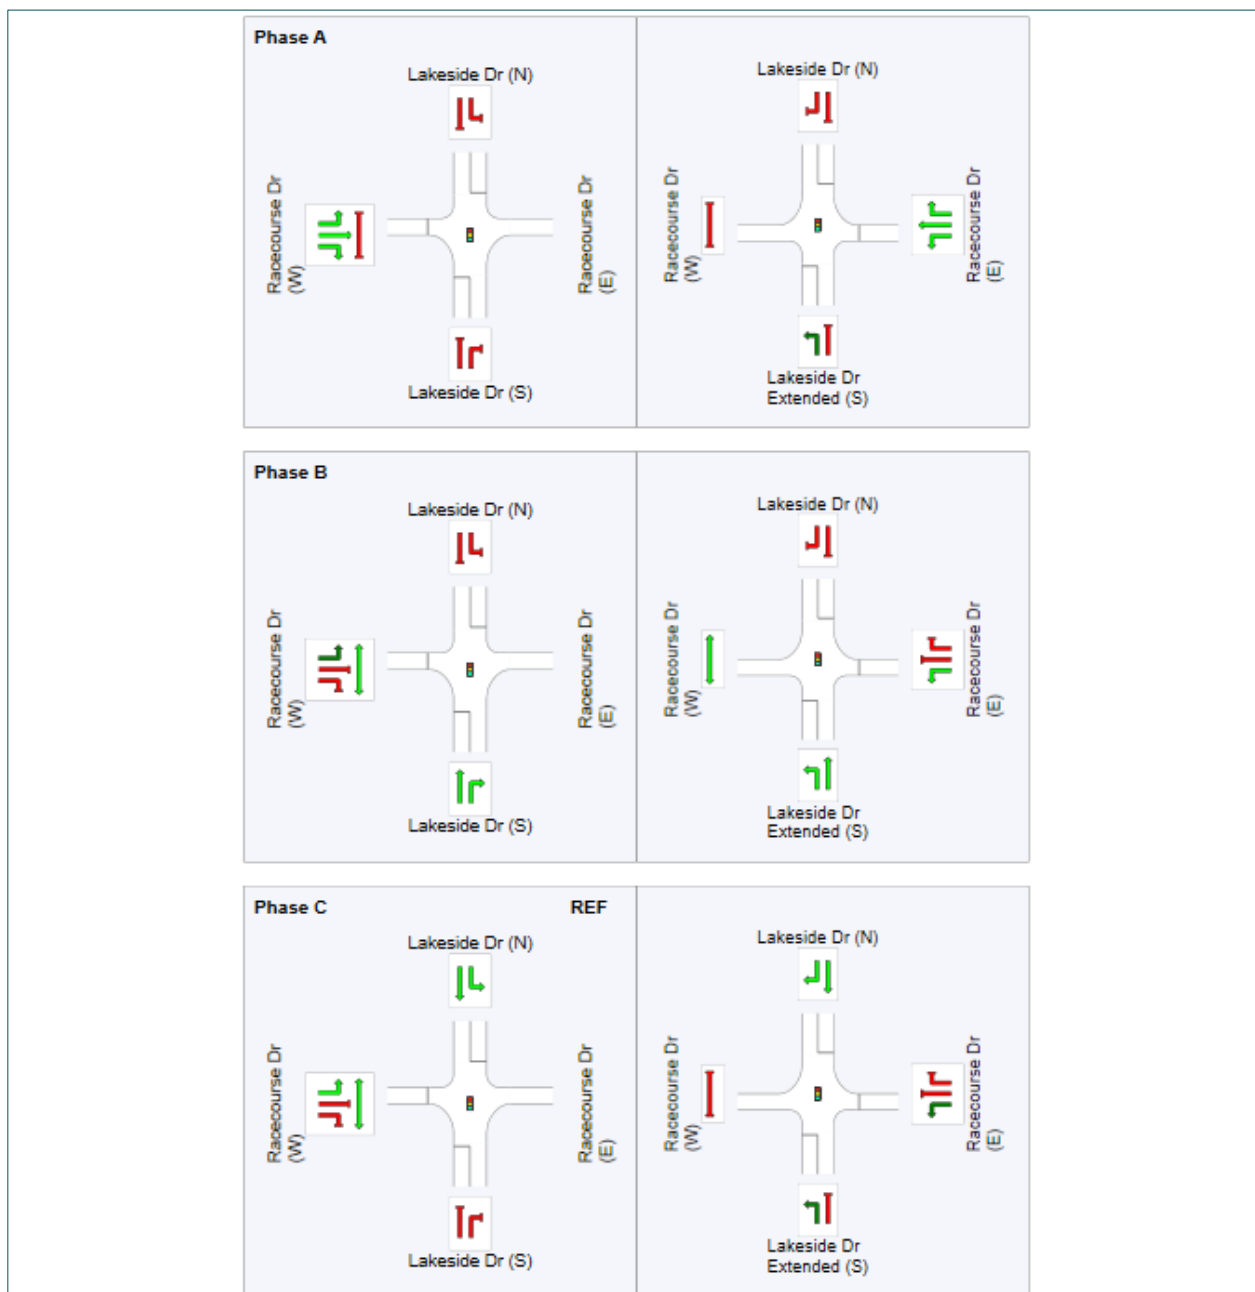 Phase A
Lakeside Dr (N)
Racecourse Dr
(W)
Racecourse Dr
(E)
Lakeside Dr (S)
Lakeside Dr (N)
Racecourse Dr
(W)
Racecourse Dr
(E)
Lakeside Dr
Extended (S)
Phase B
Lakeside Dr (N)
Racecourse Dr
(W)
Racecourse Dr
(E)
Lakeside Dr (S)
Lakeside Dr (N)
Racecourse Dr
(W)
Racecourse Dr
(E)
Lakeside Dr
Extended (S)
Phase C
REF
Lakeside Dr (N)
Racecourse Dr
(W)
Racecourse Dr
(E)
Lakeside Dr (S)
Lakeside Dr (N)
Racecourse Dr
(W)
Racecourse Dr
(E)
Lakeside Dr
Extended (S)